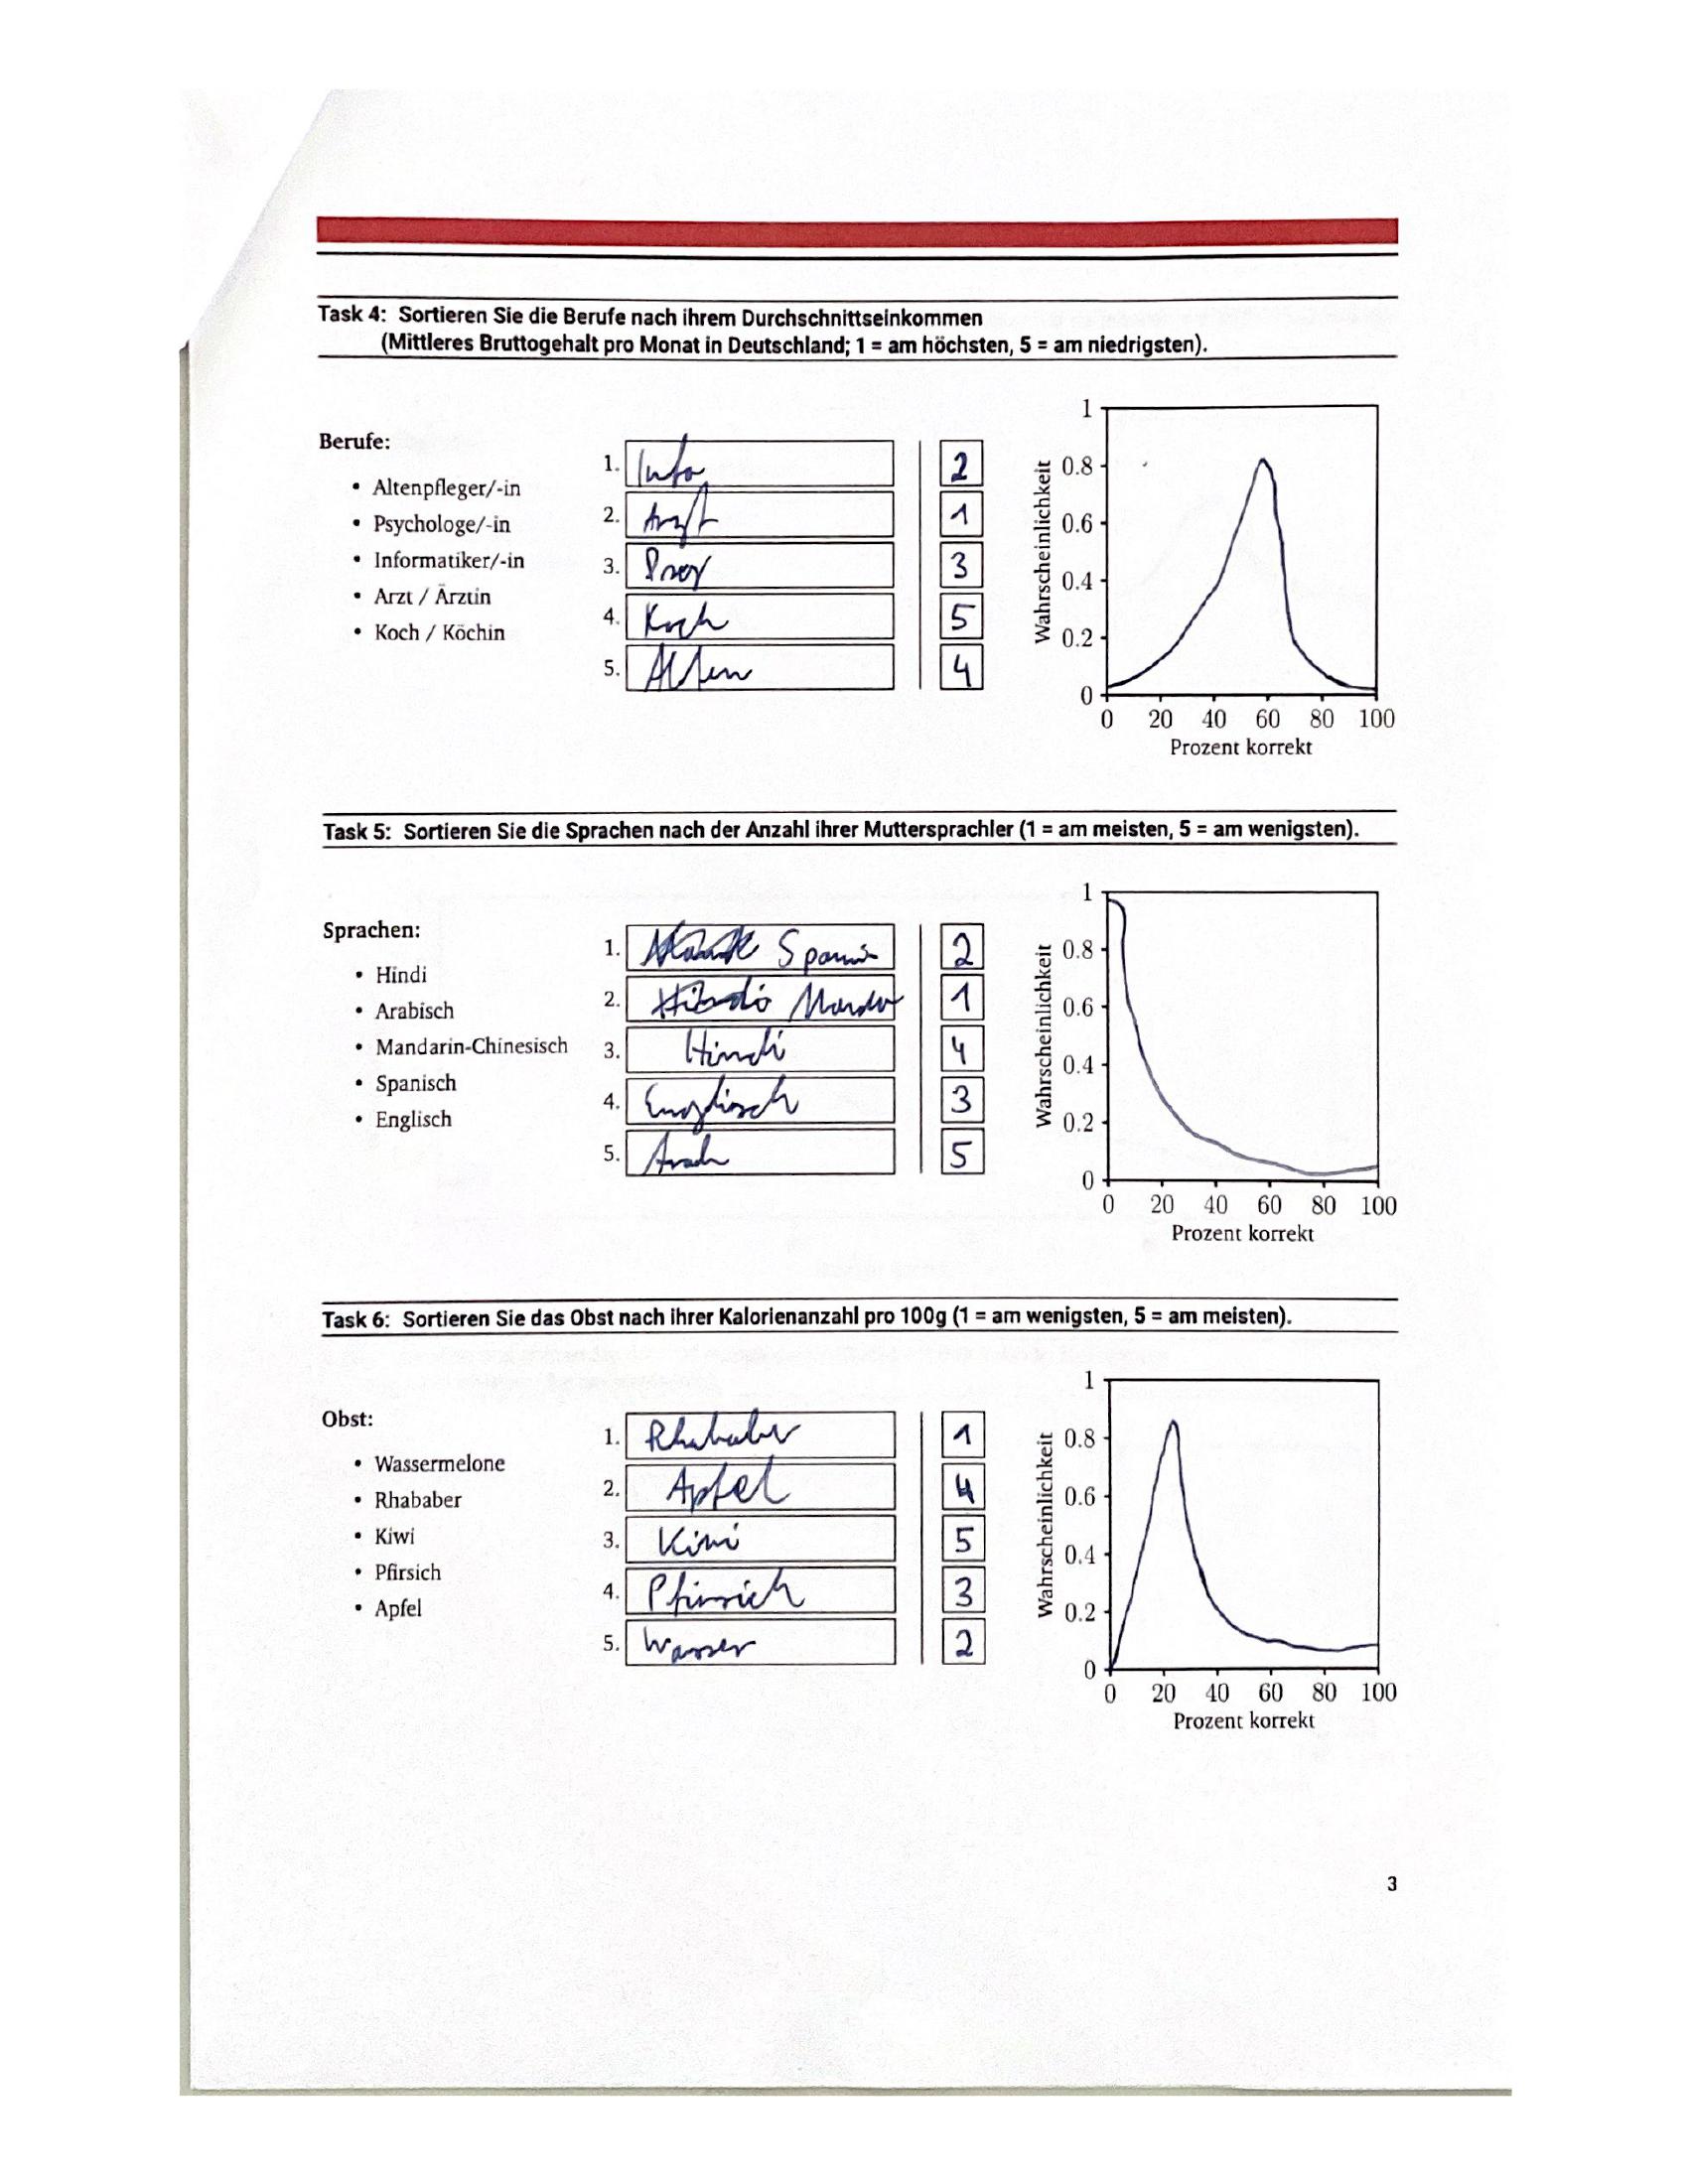 Task 4: Sortieren Sie die Berufe nach ihrem Durchschnittseinkommen
(Mittleres Bruttogehalt pro Monat in Deutschland; 1 = am höchsten, 5 = am niedrigsten).
Berufe:
• Altenpfleger/-in
• Psychologe/-in
• Informatiker/-in
• Arzt / Ärztin
• Koch / Köchin
1. Info 2
2. Arzt 1
3. 3
4. Koch 5
5. Alten 4
1
0.8
0.6
0.4
0.2
0
Wahrscheinlichkeit
0 20 40 60 80 100
Prozent korrekt
Task 5: Sortieren Sie die Sprachen nach der Anzahl ihrer Muttersprachler (1 = am meisten, 5 = am wenigsten).
Sprachen:
• Hindi
• Arabisch
• Mandarin-Chinesisch
• Spanisch
• Englisch
1. Spanis 2
2. Hindi 1
3. Hindi 4
4. Englisch 3
5. Arab 5
1
0.8
0.6
0.4
0.2
0
Wahrscheinlichkeit
0 20 40 60 80 100
Prozent korrekt
Task 6: Sortieren Sie das Obst nach ihrer Kalorienanzahl pro 100g (1 = am wenigsten, 5 = am meisten).
Obst:
• Wassermelone
• Rhababer
• Kiwi
• Pfirsich
• Apfel
1. Rhababer 1
2. Apfel 4
3. Kiwi 5
4. Pfirsich 3
5. Wasser 2
1
0.8
0.6
0.4
0.2
0
Wahrscheinlichkeit
0 20 40 60 80 100
Prozent korrekt
3